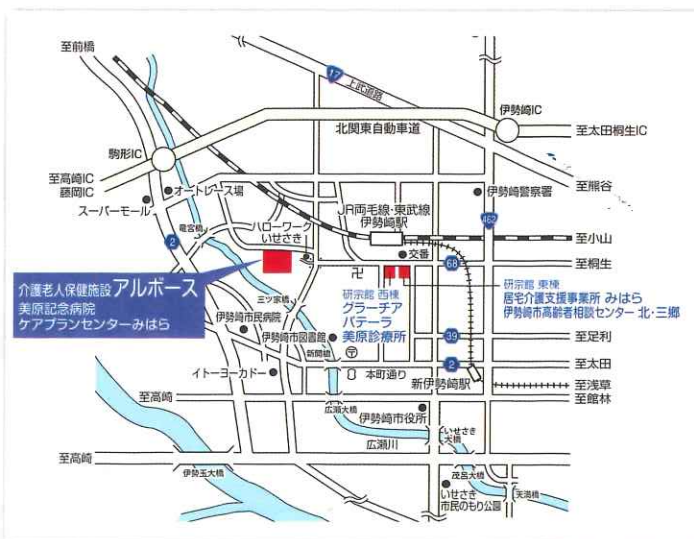 至前橋
17
上武道路
伊勢崎IC
北関東自動車道
至太田桐生IC
駒形IC
至高崎IC
藤岡IC
オートレース場
スーパーモール
伊勢崎警察署
至熊谷
竜宮橋
ハローワーク
いせさき
JR両毛線・東武線
伊勢崎駅
462
2
至小山
交番
68
至桐生
介護老人保健施設 アルボース
美原記念病院
ケアプランセンターみはら
三ツ家橋
卍
研宗館 西棟
グラーチア
パテーラ
美原診療所
研宗館 東棟
居宅介護支援事業所 みはら
伊勢崎市高齢者相談センター 北・三郷
伊勢崎市民病院
伊勢崎市図書館
新開橋
〒
39
至足利
イトーヨーカドー
本町通り
2
至太田
新伊勢崎駅
至浅草
至高崎
至館林
広瀬大橋
伊勢崎市役所
広瀬川
いせさき
大橋
至高崎
伊勢玉大橋
茂呂大橋
いせさき
市民のもり公園
天満橋